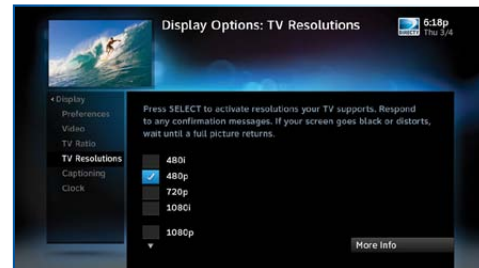 Display Options: TV Resolutions
DIRECTV
6:18p
Thu 3/4
Display
Preferences
Video
TV Ratio
TV Resolutions
Captioning
Clock
Press SELECT to activate resolutions your TV supports. Respond
to any confirmation messages. If your screen goes black or distorts,
wait until a full picture returns.
480i
480p
720p
1080i
1080p
More Info